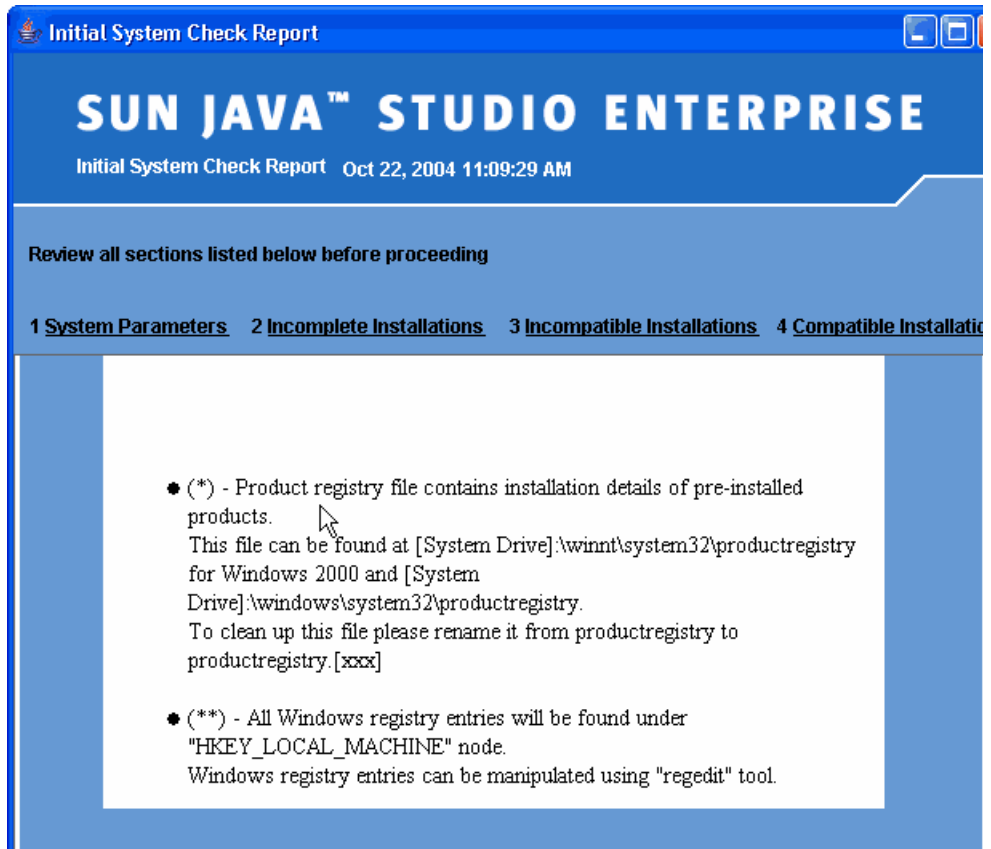 Initial System Check Report
SUN JAVA™ STUDIO ENTERPRISE
Initial System Check Report Oct 22, 2004 11:09:29 AM
Review all sections listed below before proceeding
1 System Parameters 2 Incomplete Installations 3 Incompatible Installations 4 Compatible Installatio
● (*) - Product registry file contains installation details of pre-installed
products.
This file can be found at [System Drive]:\winnt\system32\productregistry
for Windows 2000 and [System
Drive]:\windows\system32\productregistry.
To clean up this file please rename it from productregistry to
productregistry.[xxx]
● (**) - All Windows registry entries will be found under
"HKEY_LOCAL_MACHINE" node.
Windows registry entries can be manipulated using "regedit" tool.